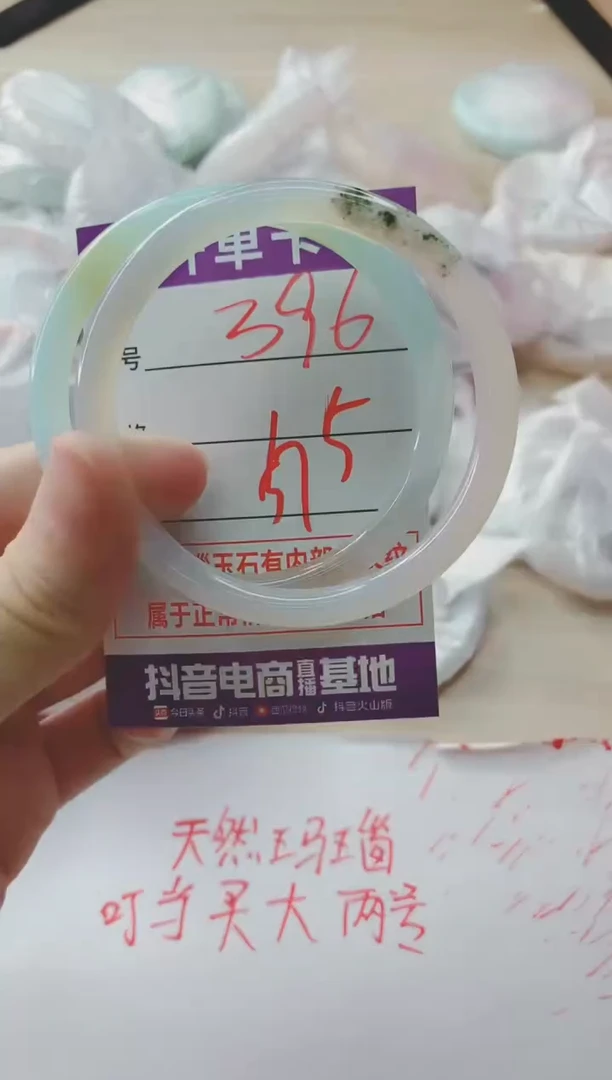 单卡
号 396
55
玉石有内部
属于正常
抖音电商直播基地
今日头条 抖音 抖音火山版
天然玛瑙
叮当买大两号